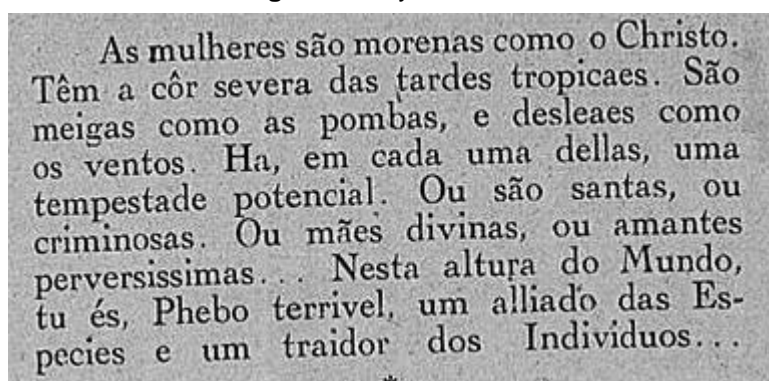 As mulheres são morenas como o Christo.
Têm a côr severa das tardes tropicaes. São
meigas como as pombas, e desleaes como
os ventos. Ha, em cada uma dellas, uma
tempestade potencial. Ou são santas, ou
criminosas. Ou mães divinas, ou amantes
perversissimas... Nesta altura do Mundo,
tu és, Phebo terrivel, um alliado das Es-
pecies e um traidor dos Individuos...